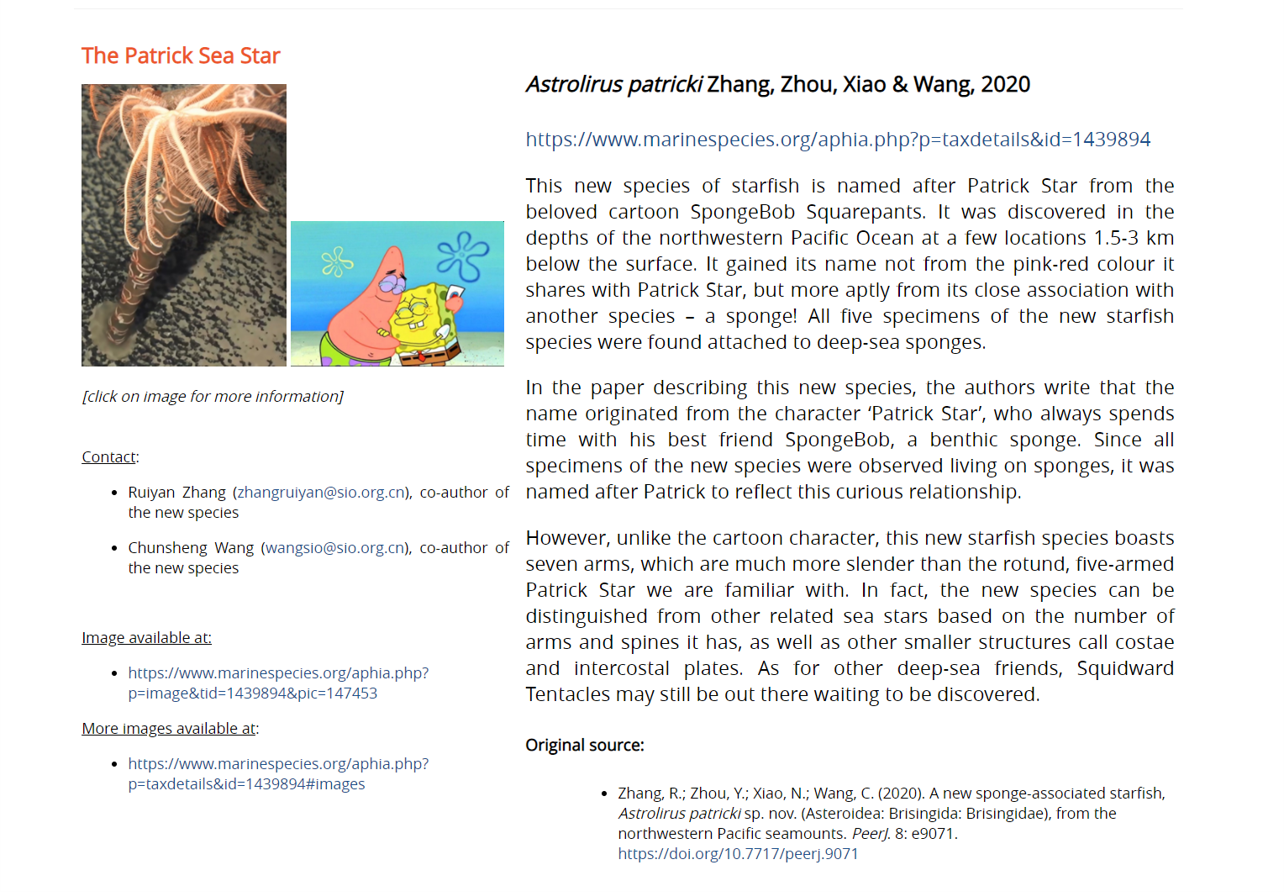 The Patrick Sea Star
[click on image for more information]
Contact:
• Ruiyan Zhang (zhangruiyan@sio.org.cn), co-author of
the new species
• Chunsheng Wang (wangsio@sio.org.cn), co-author of
the new species
Image available at:
• https://www.marinespecies.org/aphia.php?
p=image&tid=1439894&pic=147453
More images available at:
• https://www.marinespecies.org/aphia.php?
p=taxdetails&id=1439894#images
Astrolirus patricki Zhang, Zhou, Xiao & Wang, 2020
https://www.marinespecies.org/aphia.php?p=taxdetails&id=1439894
This new species of starfish is named after Patrick Star from the
beloved cartoon SpongeBob Squarepants. It was discovered in the
depths of the northwestern Pacific Ocean at a few locations 1.5-3 km
below the surface. It gained its name not from the pink-red colour it
shares with Patrick Star, but more aptly from its close association with
another species – a sponge! All five specimens of the new starfish
species were found attached to deep-sea sponges.
In the paper describing this new species, the authors write that the
name originated from the character ‘Patrick Star’, who always spends
time with his best friend SpongeBob, a benthic sponge. Since all
specimens of the new species were observed living on sponges, it was
named after Patrick to reflect this curious relationship.
However, unlike the cartoon character, this new starfish species boasts
seven arms, which are much more slender than the rotund, five-armed
Patrick Star we are familiar with. In fact, the new species can be
distinguished from other related sea stars based on the number of
arms and spines it has, as well as other smaller structures call costae
and intercostal plates. As for other deep-sea friends, Squidward
Tentacles may still be out there waiting to be discovered.
Original source:
• Zhang, R.; Zhou, Y.; Xiao, N.; Wang, C. (2020). A new sponge-associated starfish,
Astrolirus patricki sp. nov. (Asteroidea: Brisingida: Brisingidae), from the
northwestern Pacific seamounts. PeerJ. 8: e9071.
https://doi.org/10.7717/peerj.9071